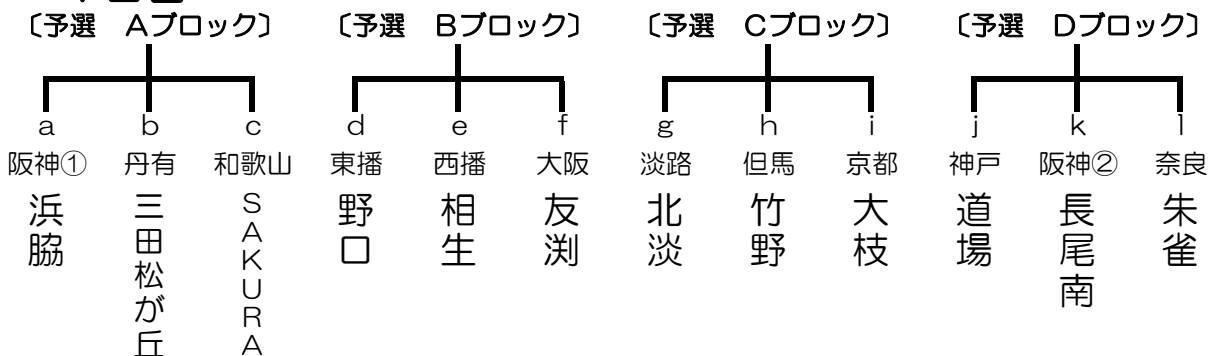 〔予選　Aブロック〕　〔予選　Bブロック〕　〔予選　Cブロック〕　〔予選　Dブロック〕
a　b　c　d　e　f　g　h　i　j　k　l
阪神①　丹有　和歌山　東播　西播　大阪　淡路　但馬　京都　神戸　阪神②　奈良
浜脇　三田松が丘　SAKURA　野口　相生　友渕　北淡　竹野　大枝　道場　長尾南　朱雀